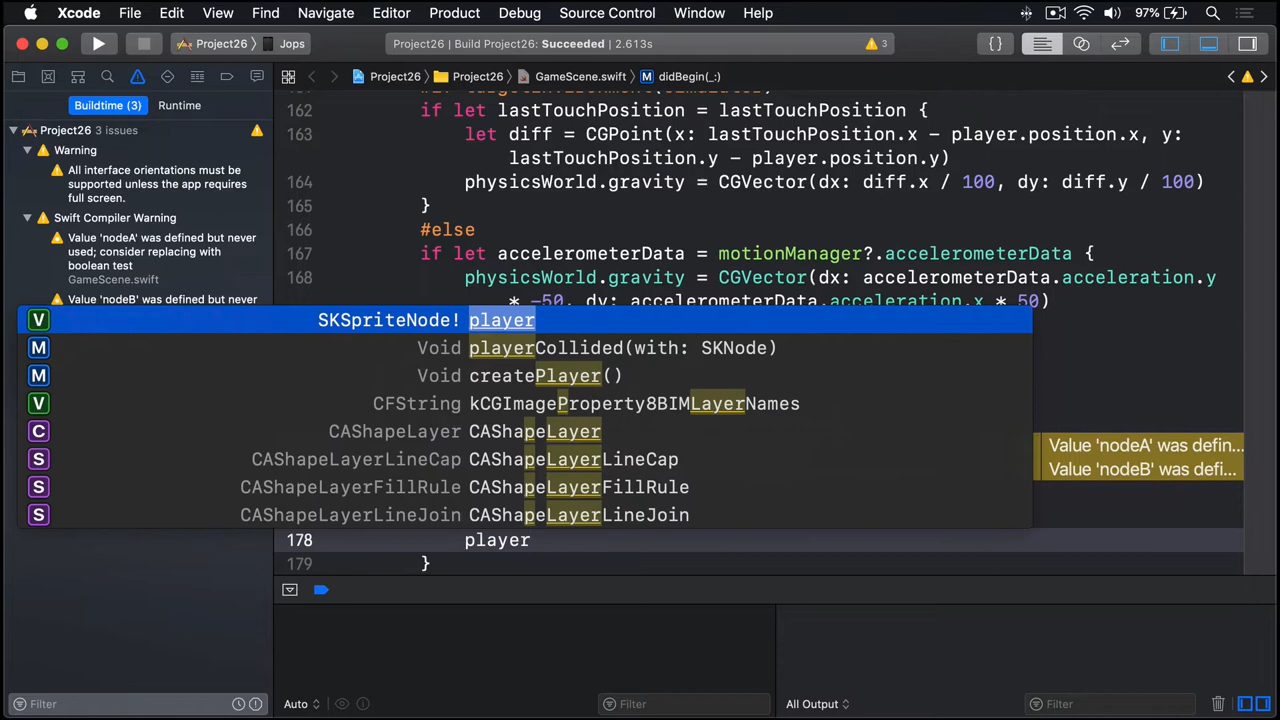 Xcode File Edit View Find Navigate Editor Product Debug Source Control Window Help 97%
Project26 〉 Jops Project26 | Build Project26: Succeeded | 2.613s 3
Project26 〉 Project26 〉 GameScene.swift 〉 M didBegin(_:)
Buildtime (3) Runtime
Project26 3 issues
Warning
All interface orientations must be
supported unless the app requires
full screen.
Swift Compiler Warning
Value 'nodeA' was defined but never
used; consider replacing with
boolean test
GameScene.swift
Value 'nodeB' was defined but never
162 if let lastTouchPosition = lastTouchPosition {
163 let diff = CGPoint(x: lastTouchPosition.x - player.position.x, y:
lastTouchPosition.y - player.position.y)
164 physicsWorld.gravity = CGVector(dx: diff.x / 100, dy: diff.y / 100)
165 }
166 #else
167 if let accelerometerData = motionManager?.accelerometerData {
168 physicsWorld.gravity = CGVector(dx: accelerometerData.acceleration.y
* -50, dy: accelerometerData.acceleration.x * 50)
V SKSpriteNode! player
M Void playerCollided(with: SKNode)
M Void createPlayer()
V CFString kCGImageProperty8BIMLayerNames
C CAShapeLayer CAShapeLayer
S CAShapeLayerLineCap CAShapeLayerLineCap
S CAShapeLayerFillRule CAShapeLayerFillRule
S CAShapeLayerLineJoin CAShapeLayerLineJoin
Value 'nodeA' was defin...
Value 'nodeB' was defi...
178 player
179 }
Filter Auto Filter All Output Filter